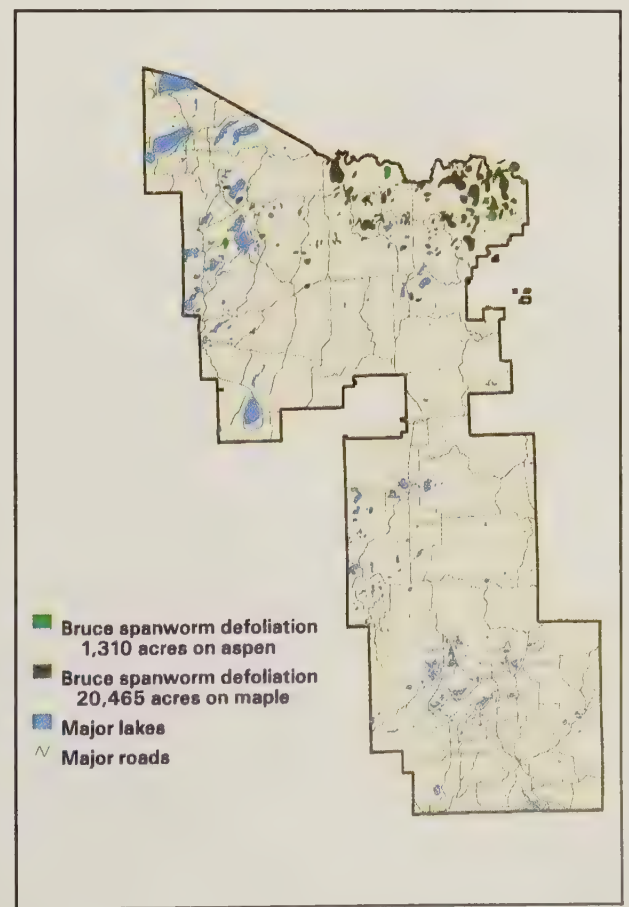 Bruce spanworm defoliation
1,310 acres on aspen
Bruce spanworm defoliation
20,465 acres on maple
Major lakes
Major roads